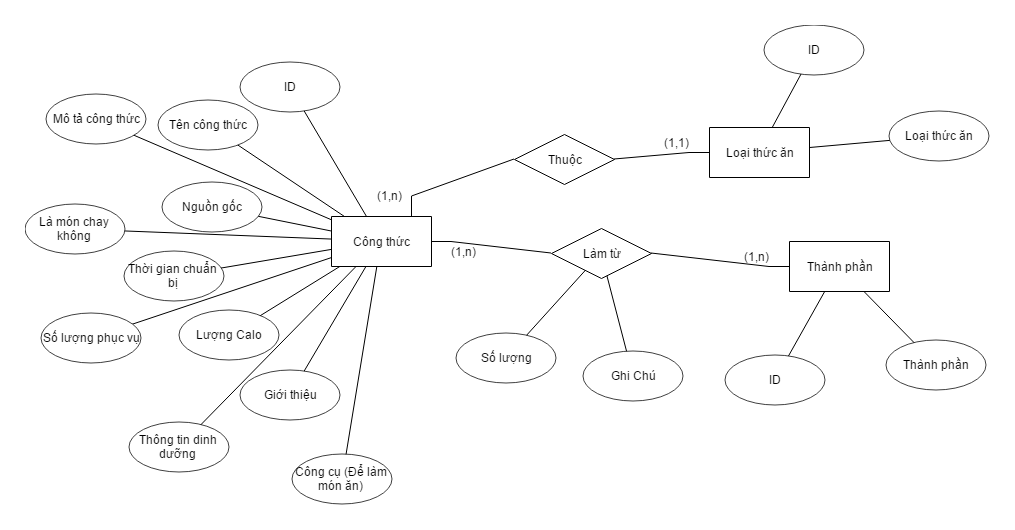 ID
ID
Mô tả công thức
Tên công thức
Loại thức ăn
(1,1)
Loại thức ăn
Thuộc
(1,n)
Nguồn gốc
Là món chay
không
Công thức
(1,n)
Làm từ
(1,n)
Thành phần
Thời gian chuẩn
bị
Số lượng phục vụ
Lượng Calo
Số lượng
Ghi Chú
ID
Thành phần
Giới thiệu
Thông tin dinh
dưỡng
Công cụ (Để làm
món ăn)